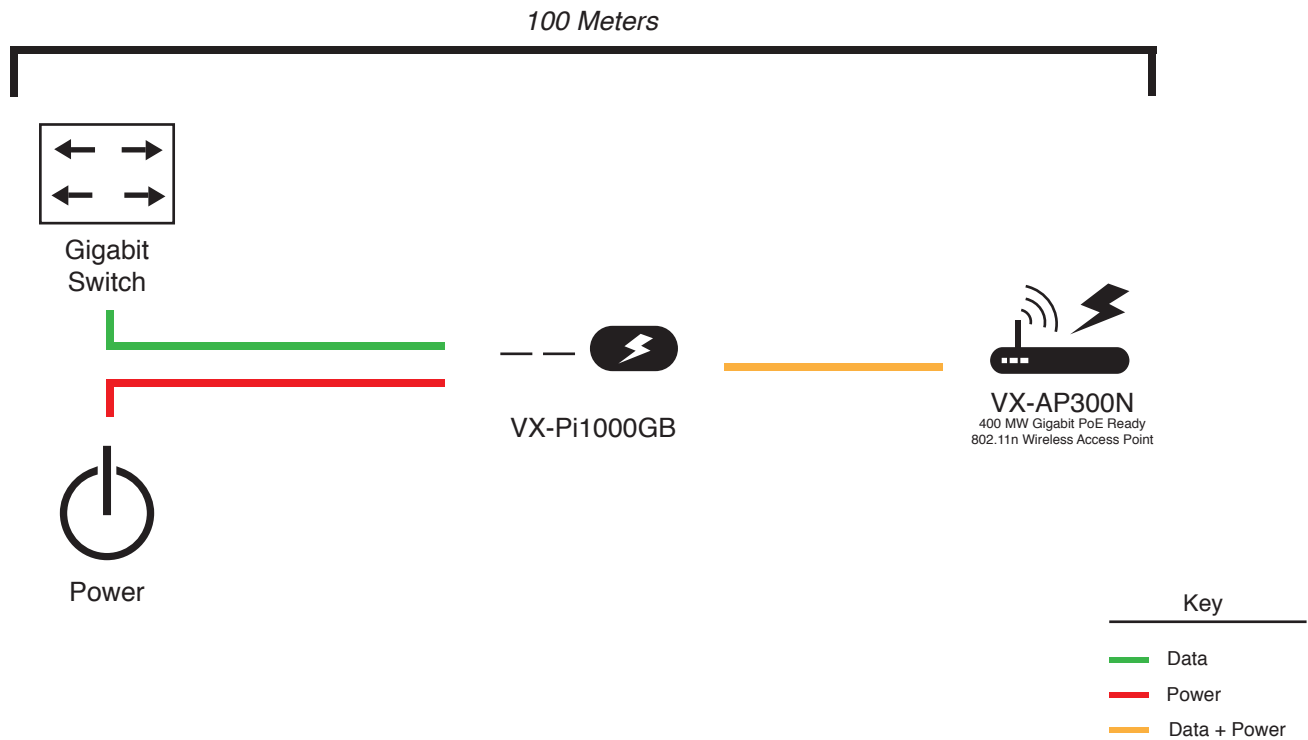 100 Meters
Gigabit
Switch
VX-Pi1000GB
VX-AP300N
400 MW Gigabit PoE Ready
802.11n Wireless Access Point
Power
Key
Data
Power
Data + Power